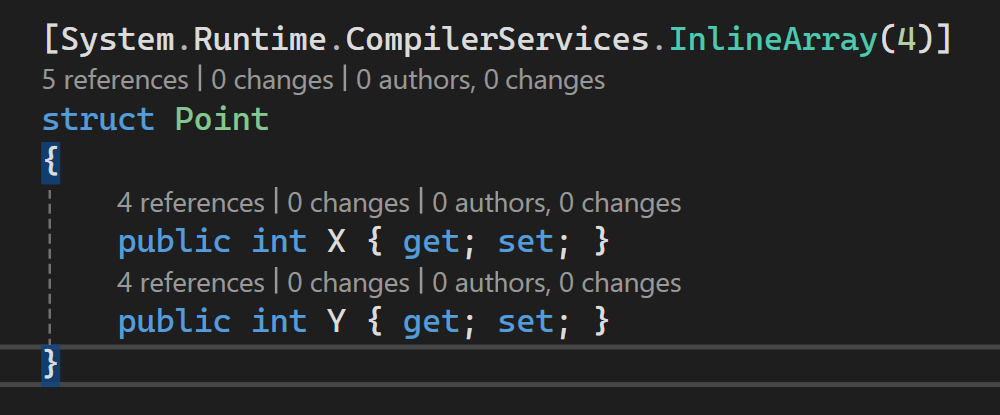 [System.Runtime.CompilerServices.InlineArray(4)]
5 references | 0 changes | 0 authors, 0 changes
struct Point
{
4 references | 0 changes | 0 authors, 0 changes
public int X { get; set; }
4 references | 0 changes | 0 authors, 0 changes
public int Y { get; set; }
}